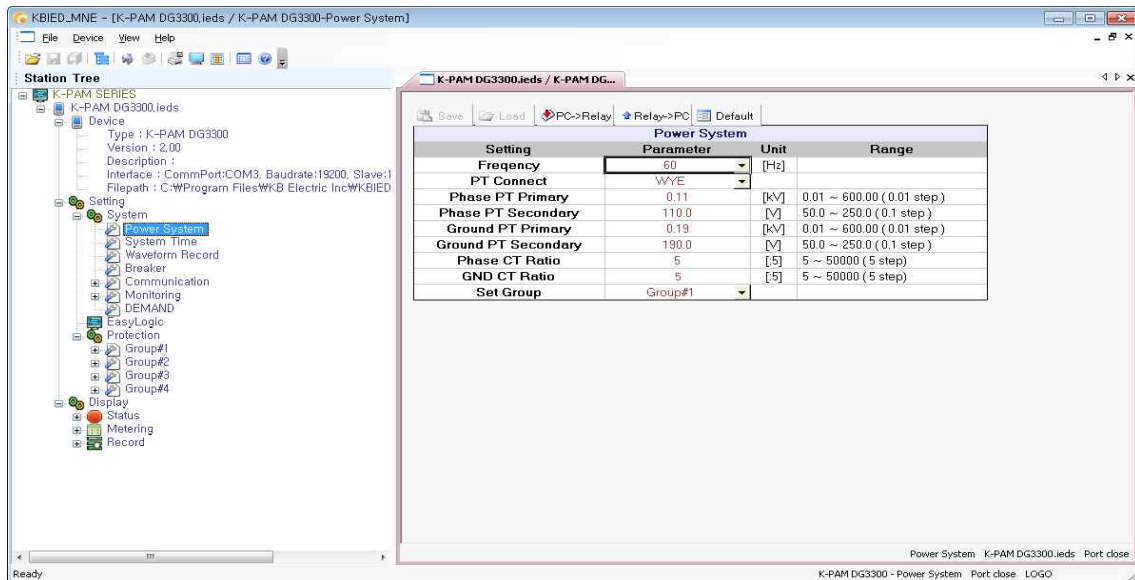 KBIED_MNE - [K-PAM DG3300.ieds / K-PAM DG3300-Power System]
File Device View Help
Station Tree
K-PAM SERIES
K-PAM DG3300.ieds
Device
Type : K-PAM DG3300
Version : 2.00
Description :
Interface : CommPort:COM3, Baudrate:19200, Slave:1
Filepath : C:₩Program Files₩KB Electric Inc₩KBIED
Setting
System
Power System
System Time
Waveform Record
Breaker
Communication
Monitoring
DEMAND
EasyLogic
Protection
Group#1
Group#2
Group#3
Group#4
Display
Status
Metering
Record
K-PAM DG3300.ieds / K-PAM DG...
Save Load PC->Relay Relay->PC Default
Power System
Setting Parameter Unit Range
Freqency 60 [Hz]
PT Connect WYE
Phase PT Primary 0.11 [kV] 0.01 ~ 600.00 ( 0.01 step )
Phase PT Secondary 110.0 [V] 50.0 ~ 250.0 ( 0.1 step )
Ground PT Primary 0.19 [kV] 0.01 ~ 600.00 ( 0.01 step )
Ground PT Secondary 190.0 [V] 50.0 ~ 250.0 ( 0.1 step )
Phase CT Ratio 5 [:5] 5 ~ 50000 ( 5 step)
GND CT Ratio 5 [:5] 5 ~ 50000 ( 5 step)
Set Group Group#1
Power System K-PAM DG3300.ieds Port close
Ready K-PAM DG3300 - Power System Port close LOGO